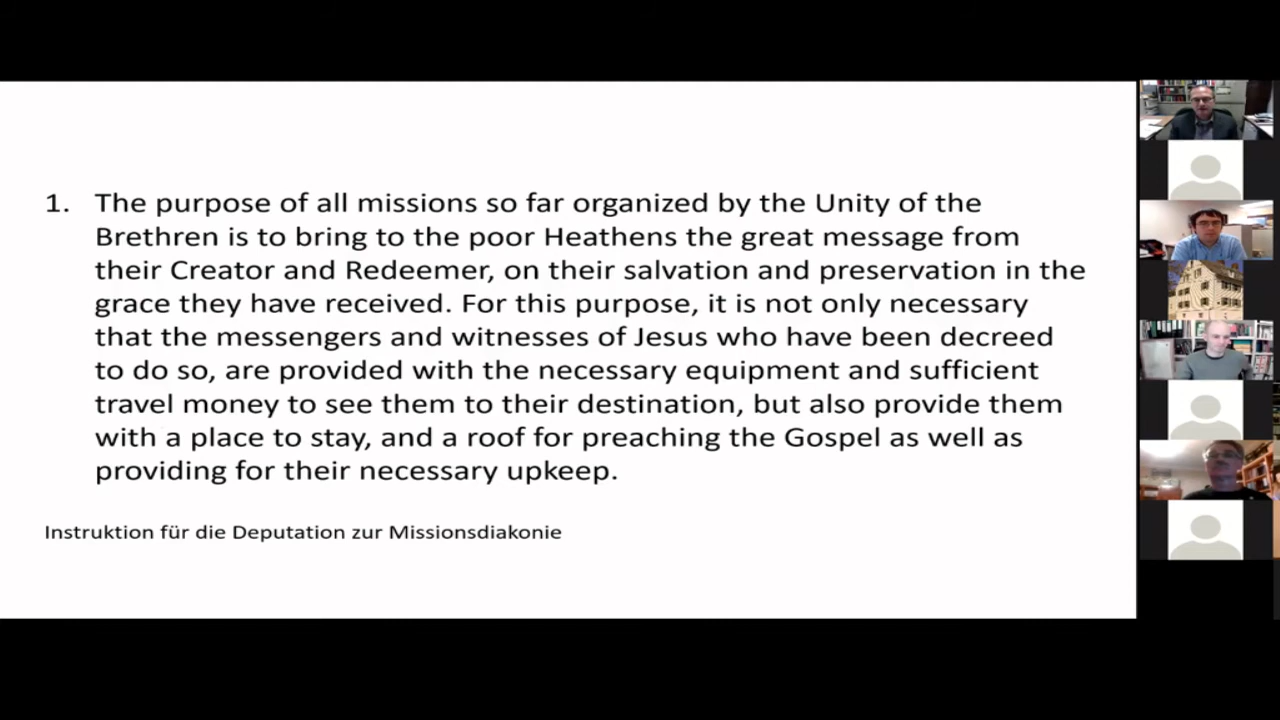 1. The purpose of all missions so far organized by the Unity of the
Brethren is to bring to the poor Heathens the great message from
their Creator and Redeemer, on their salvation and preservation in the
grace they have received. For this purpose, it is not only necessary
that the messengers and witnesses of Jesus who have been decreed
to do so, are provided with the necessary equipment and sufficient
travel money to see them to their destination, but also provide them
with a place to stay, and a roof for preaching the Gospel as well as
providing for their necessary upkeep.
Instruktion für die Deputation zur Missionsdiakonie